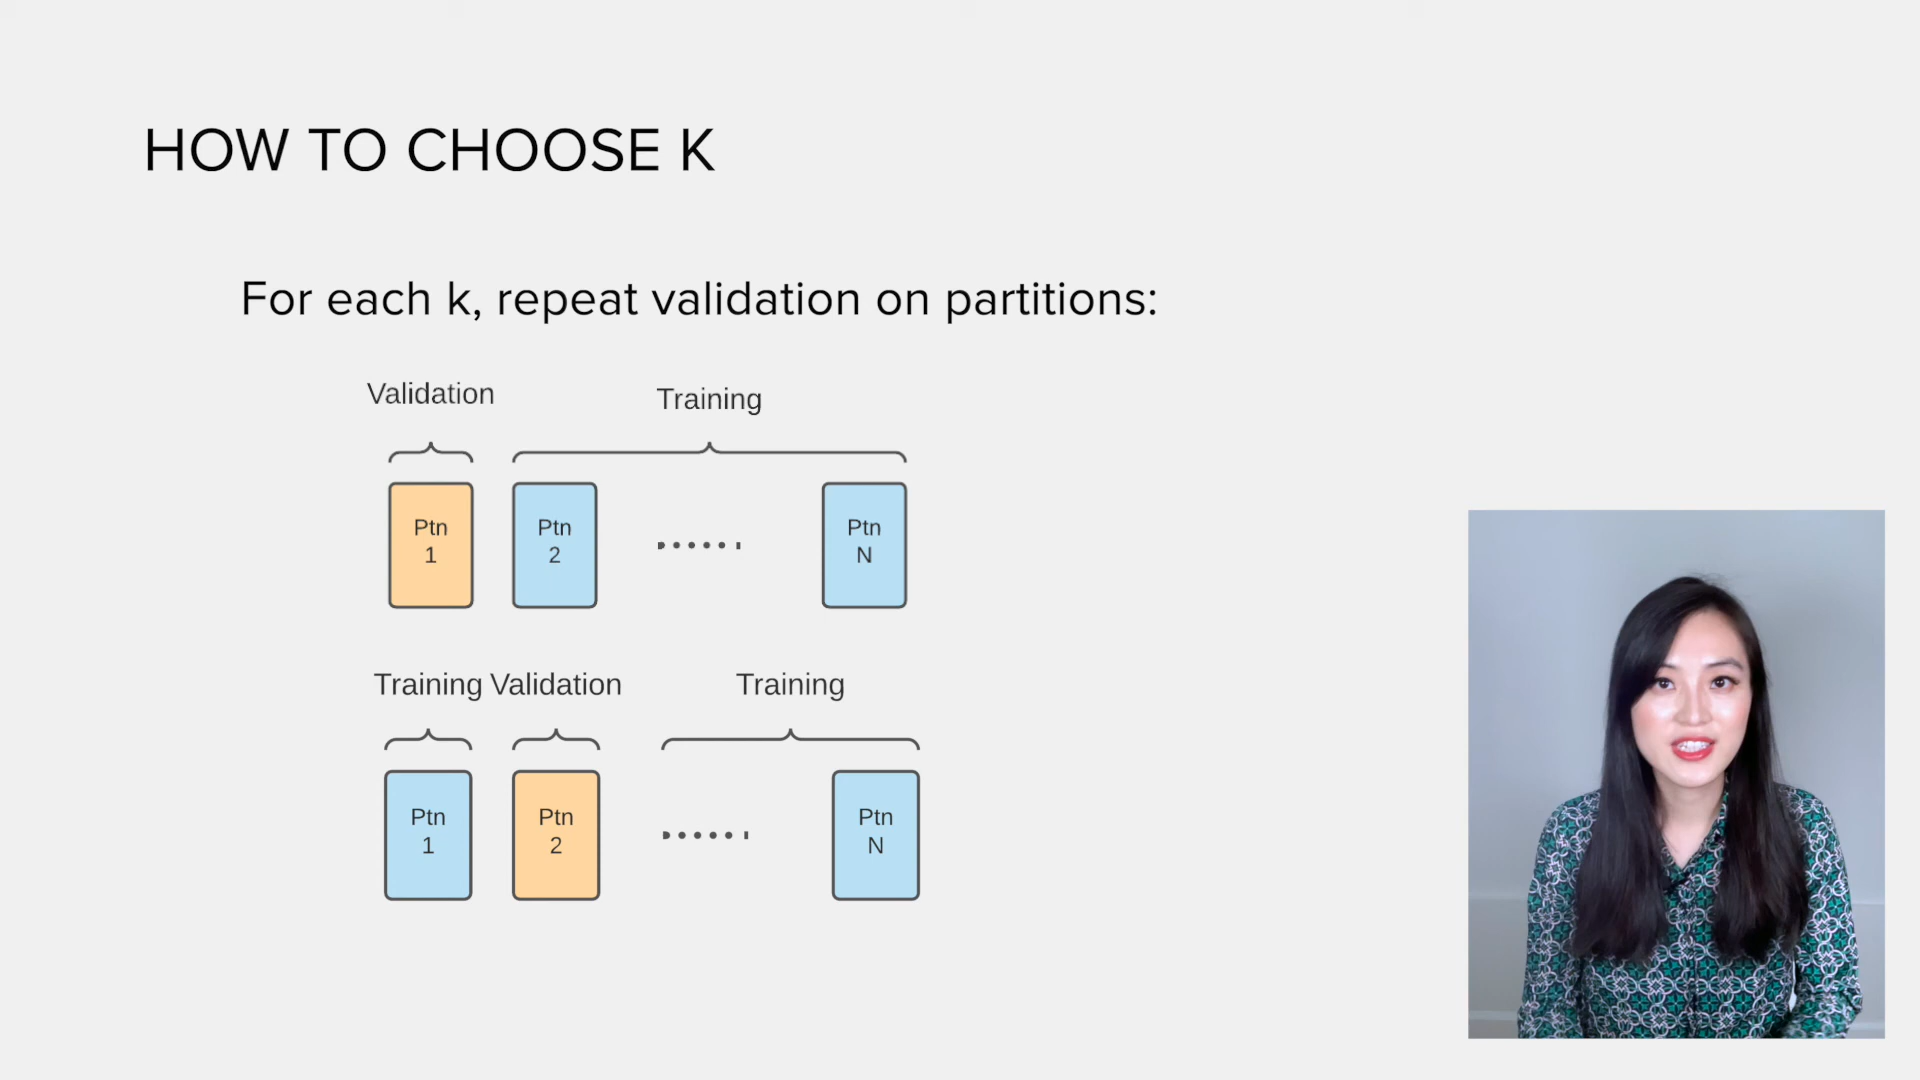 HOW TO CHOOSE K
For each k, repeat validation on partitions:
Validation
Training
Ptn
1
Ptn
2
Ptn
N
Training
Validation
Training
Ptn
1
Ptn
2
Ptn
N